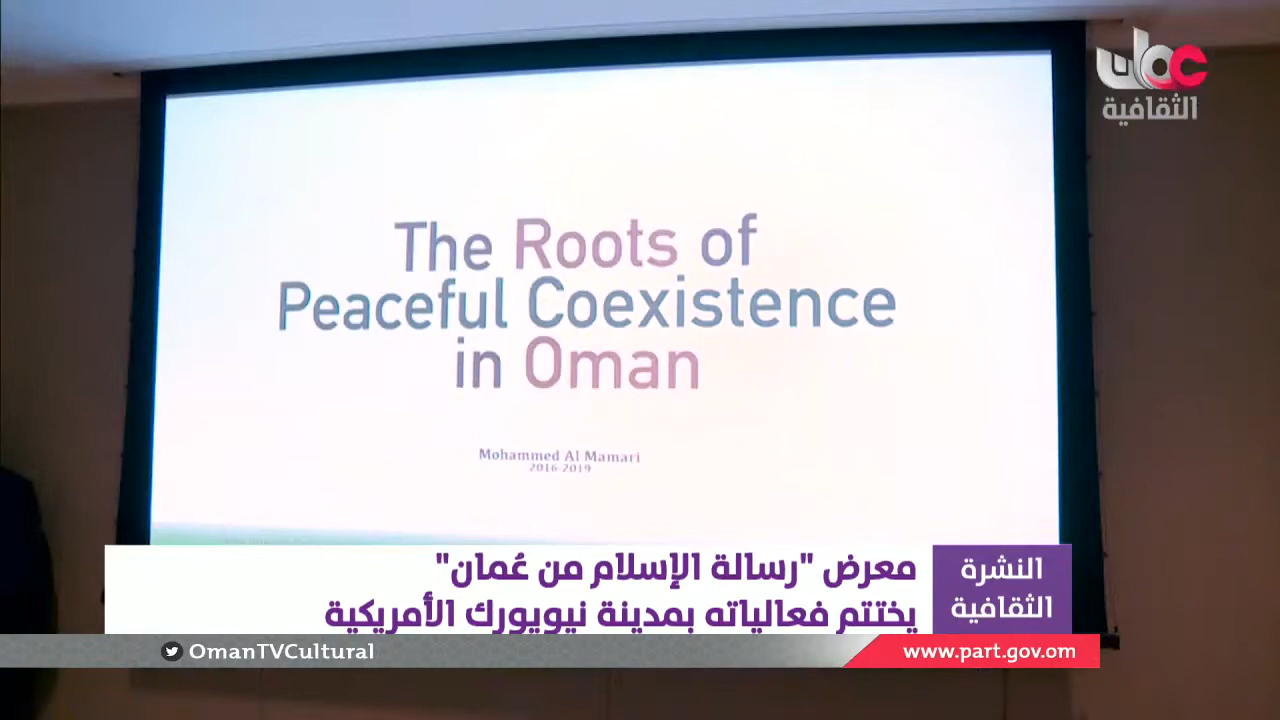 عمان
الثقافية
The Roots of
Peaceful Coexistence
in Oman
Mohammed Al Mamari
2016-2019
النشرة
الثقافية
معرض "رسالة الإسلام من عُمان"
يختتم فعالياته بمدينة نيويورك الأمريكية
OmanTVCultural
www.part.gov.om